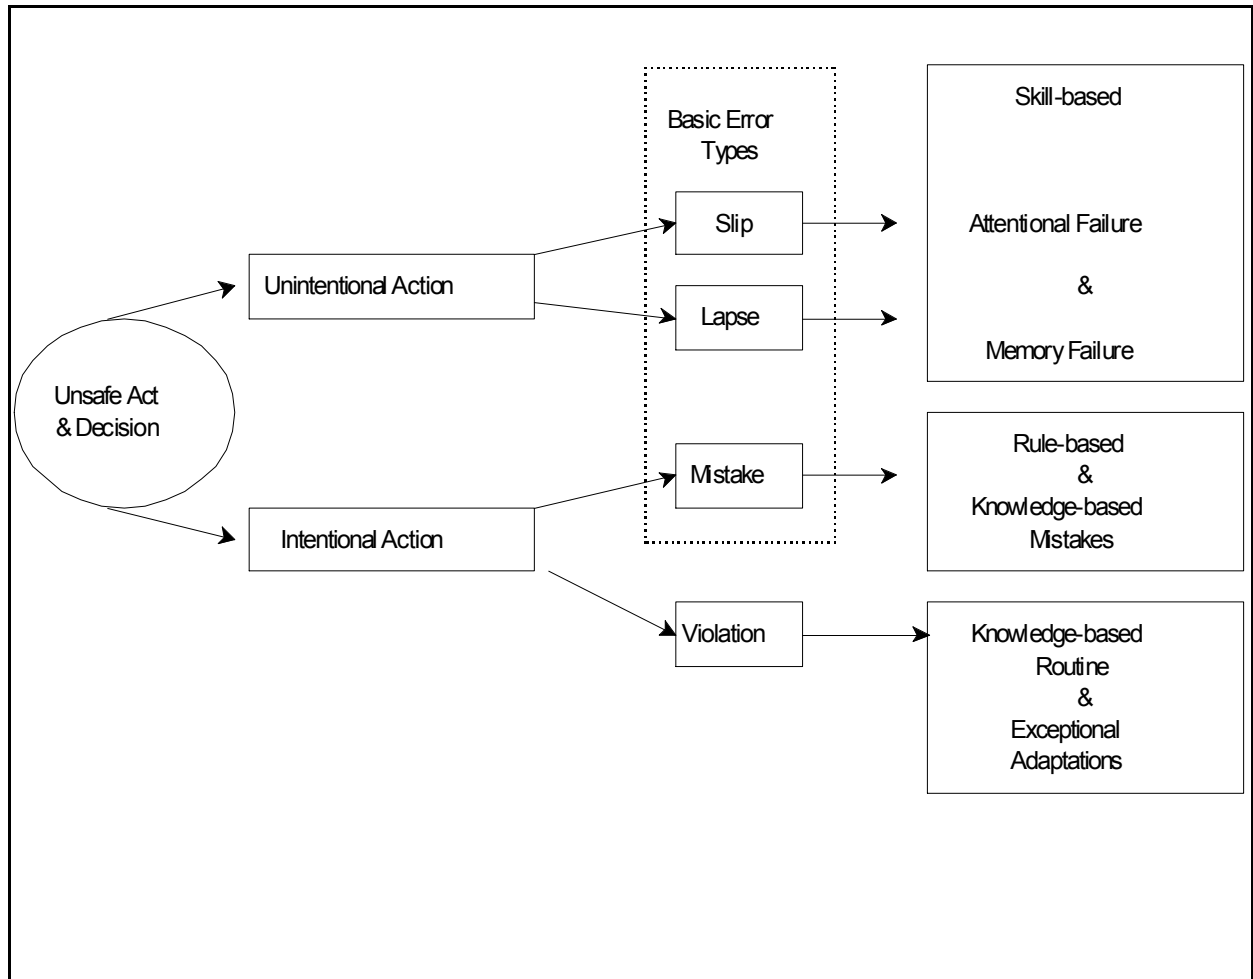 Unsafe Act
& Decision
Unintentional Action
Intentional Action
Basic Error
Types
Slip
Lapse
Mistake
Violation
Skill-based
Attentional Failure
&
Memory Failure
Rule-based
&
Knowledge-based
Mistakes
Knowledge-based
Routine
&
Exceptional
Adaptations